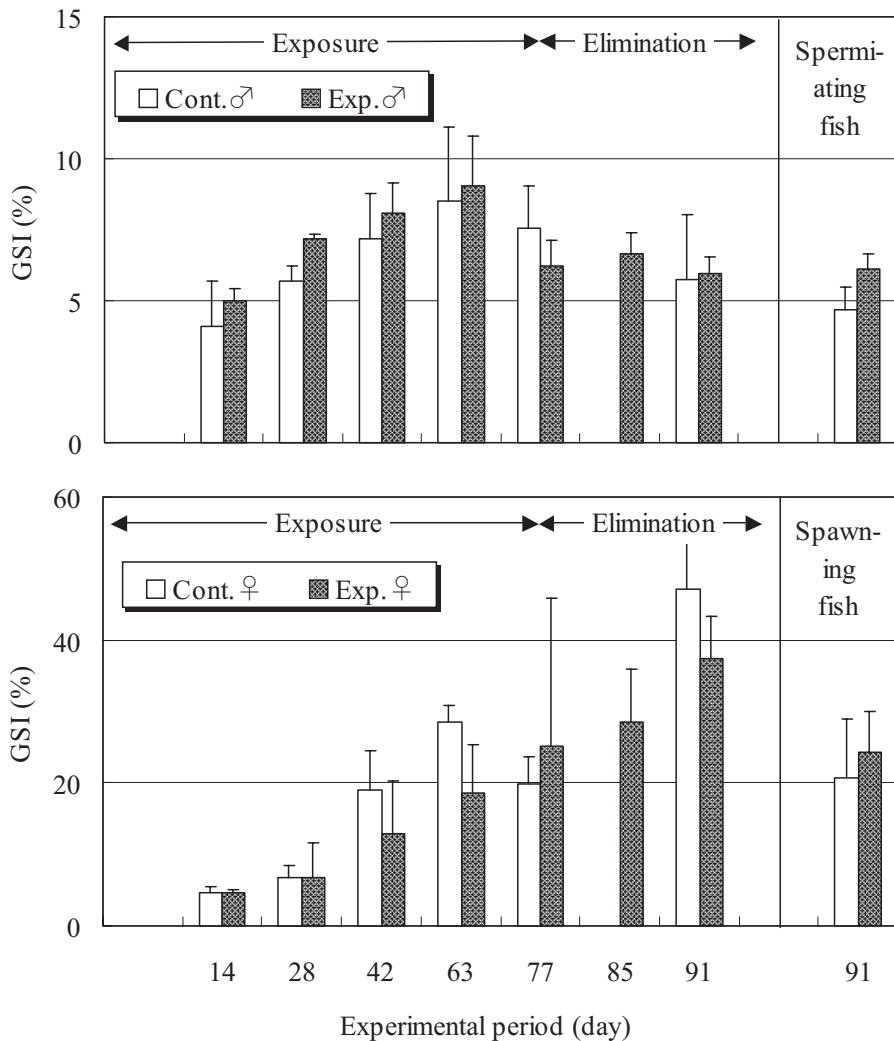 15
Exposure
Elimination
Spermi-
ating
fish
Cont.♂
Exp.♂
10
GSI (%)
5
0
60
Exposure
Elimination
Spawn-
ing
fish
Cont.♀
Exp.♀
40
GSI (%)
20
0
14 28 42 63 77 85 91 91
Experimental period (day)